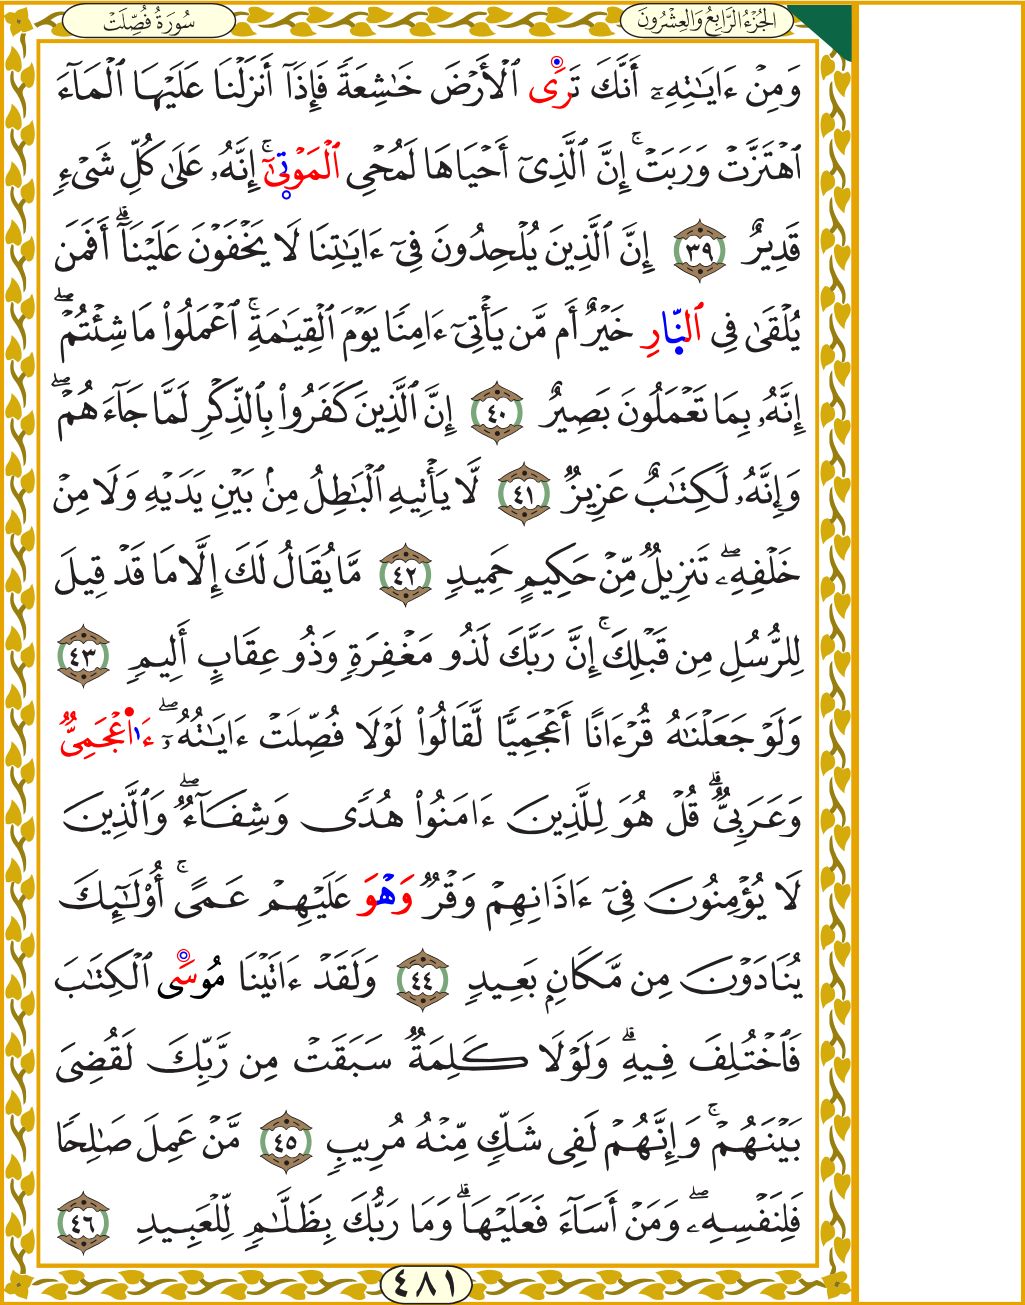 الجُزْءُ الرَّابِعُ وَالعِشْرُونَ
سُورَةُ فُصِّلَتْ
وَمِنْ ءَايَٰتِهِۦٓ أَنَّكَ تَرَى ٱلْأَرْضَ خَٰشِعَةً فَإِذَآ أَنزَلْنَا عَلَيْهَا ٱلْمَآءَ
ٱهْتَزَّتْ وَرَبَتْ ۚ إِنَّ ٱلَّذِىٓ أَحْيَاهَا لَمُحْىِ ٱلْمَوْتَىٰٓ ۚ إِنَّهُۥ عَلَىٰ كُلِّ شَىْءٍ
قَدِيرٌ ٣٩ إِنَّ ٱلَّذِينَ يُلْحِدُونَ فِىٓ ءَايَٰتِنَا لَا يَخْفَوْنَ عَلَيْنَآ ۗ أَفَمَن
يُلْقَىٰ فِى ٱلنَّارِ خَيْرٌ أَم مَّن يَأْتِىٓ ءَامِنًا يَوْمَ ٱلْقِيَٰمَةِ ۚ ٱعْمَلُوا۟ مَا شِئْتُمْ ۖ
إِنَّهُۥ بِمَا تَعْمَلُونَ بَصِيرٌ ٤٠ إِنَّ ٱلَّذِينَ كَفَرُوا۟ بِٱلذِّكْرِ لَمَّا جَآءَهُمْ ۖ
وَإِنَّهُۥ لَكِتَٰبٌ عَزِيزٌ ٤١ لَّا يَأْتِيهِ ٱلْبَٰطِلُ مِنۢ بَيْنِ يَدَيْهِ وَلَا مِنْ
خَلْفِهِۦ ۖ تَنزِيلٌ مِّنْ حَكِيمٍ حَمِيدٍ ٤٢ مَّا يُقَالُ لَكَ إِلَّا مَا قَدْ قِيلَ
لِلرُّسُلِ مِن قَبْلِكَ ۚ إِنَّ رَبَّكَ لَذُو مَغْفِرَةٍ وَذُو عِقَابٍ أَلِيمٍ ٤٣
وَلَوْ جَعَلْنَٰهُ قُرْءَانًا أَعْجَمِيًّا لَّقَالُوا۟ لَوْلَا فُصِّلَتْ ءَايَٰتُهُۥٓ ۖ ءَا۬عْجَمِىٌّ
وَعَرَبِىٌّ ۗ قُلْ هُوَ لِلَّذِينَ ءَامَنُوا۟ هُدًى وَشِفَآءٌ ۖ وَٱلَّذِينَ
لَا يُؤْمِنُونَ فِىٓ ءَاذَانِهِمْ وَقْرٌ وَهْوَ عَلَيْهِمْ عَمًى ۚ أُو۟لَٰٓئِكَ
يُنَادَوْنَ مِن مَّكَانٍۭ بَعِيدٍ ٤٤ وَلَقَدْ ءَاتَيْنَا مُوسَى ٱلْكِتَٰبَ
فَٱخْتُلِفَ فِيهِ ۗ وَلَوْلَا كَلِمَةٌ سَبَقَتْ مِن رَّبِّكَ لَقُضِىَ
بَيْنَهُمْ ۚ وَإِنَّهُمْ لَفِى شَكٍّ مِّنْهُ مُرِيبٍ ٤٥ مَّنْ عَمِلَ صَٰلِحًا
فَلِنَفْسِهِۦ ۖ وَمَنْ أَسَآءَ فَعَلَيْهَا ۗ وَمَا رَبُّكَ بِظَلَّٰمٍ لِّلْعَبِيدِ ٤٦
٤٨١